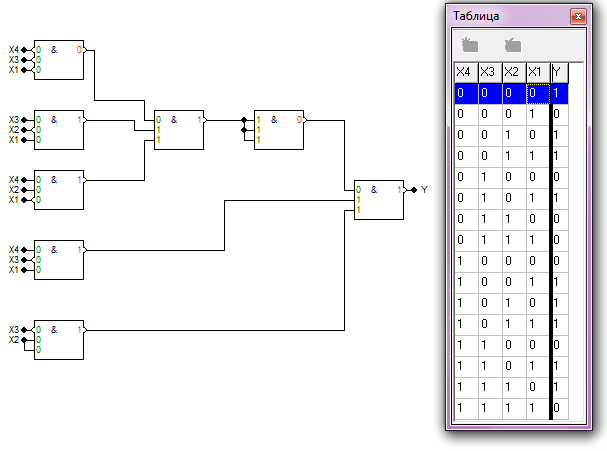 Таблица
X4 X3 X2 X1 Y
0 0 0 0 1
0 0 0 1 0
0 0 1 0 1
0 0 1 1 1
0 1 0 0 0
0 1 0 1 0
0 1 1 0 0
0 1 1 1 0
1 0 0 0 1
1 0 0 1 1
1 0 1 0 1
1 0 1 1 1
1 1 0 0 0
1 1 0 1 1
1 1 1 0 1
1 1 1 1 0
X4 0 & 0
X3 0
X1 0
X3 0 & 1
X2 0
X1 0
0 & 1
1
1
1 & 0
1
1
X4 0 & 1
X2 0
X1 0
0 & 1 Y
1
1
X4 0 & 1
X3 0
X1 0
X3 0 & 1
X2 0
0